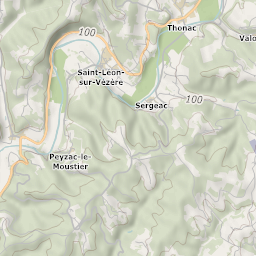 Thonac
100
Valo
Saint-Léon-
sur-Vézère
Sergeac
100
Peyzac-le-
Moustier